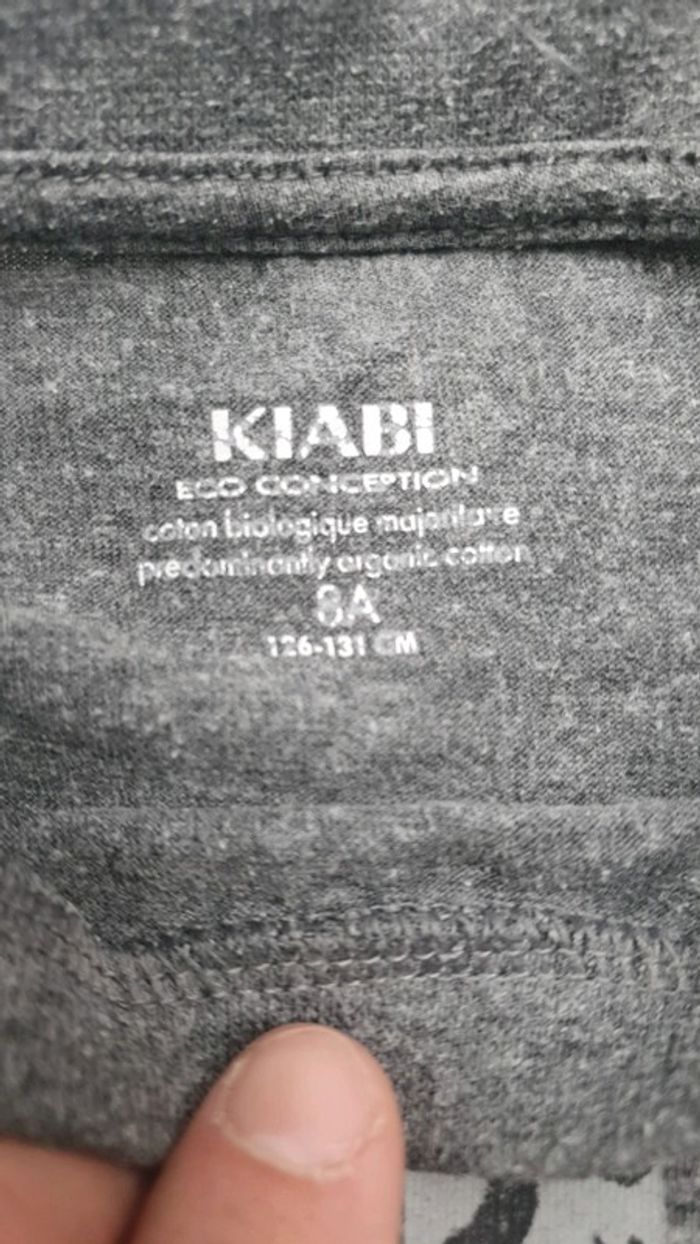 KIABI
ECO CONCEPTION
coton biologique majoritaire
predominantly organic cotton
8A
126-131 CM